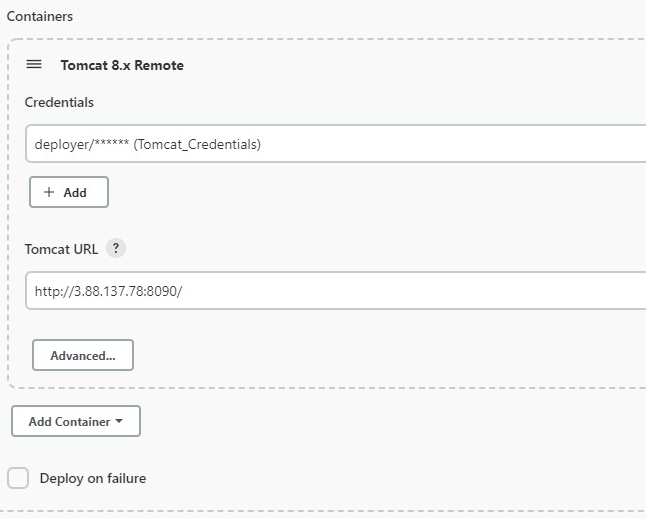 Containers
Tomcat 8.x Remote
Credentials
deployer/****** (Tomcat_Credentials)
+ Add
Tomcat URL ?
http://3.88.137.78:8090/
Advanced...
Add Container
Deploy on failure